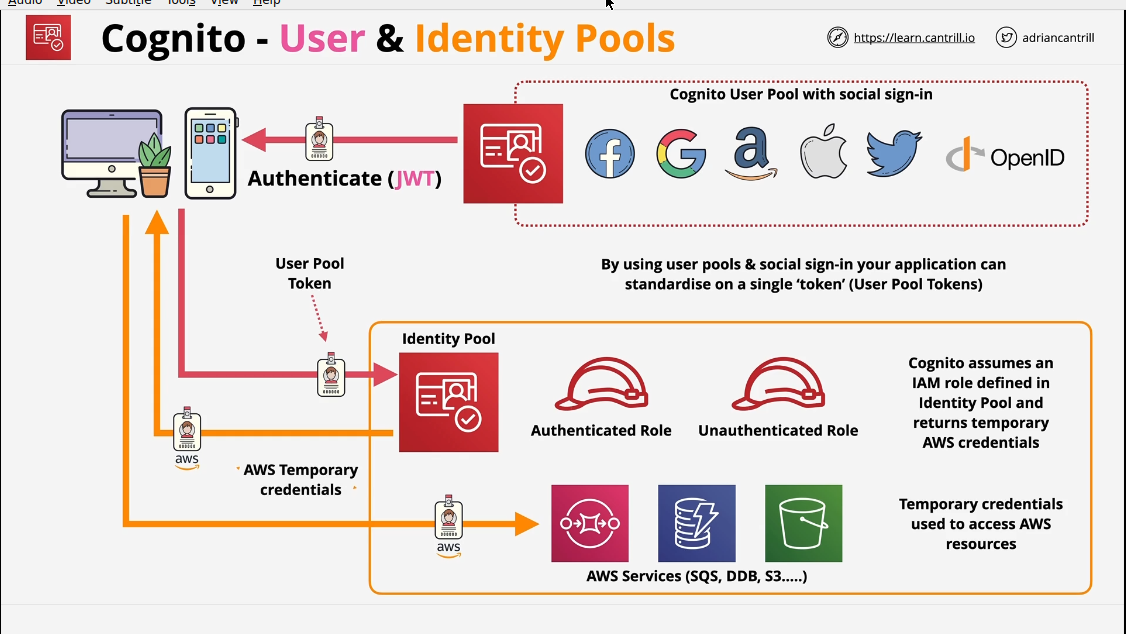 Audio Video Subtitle Tools View Help
Cognito - User & Identity Pools
https://learn.cantrill.io
adriancantrill
Cognito User Pool with social sign-in
OpenID
Authenticate (JWT)
User Pool
Token
By using user pools & social sign-in your application can
standardise on a single ‘token’ (User Pool Tokens)
Identity Pool
Authenticated Role
Unauthenticated Role
Cognito assumes an
IAM role defined in
Identity Pool and
returns temporary
AWS credentials
aws
AWS Temporary
credentials
aws
AWS Services (SQS, DDB, S3.....)
Temporary credentials
used to access AWS
resources